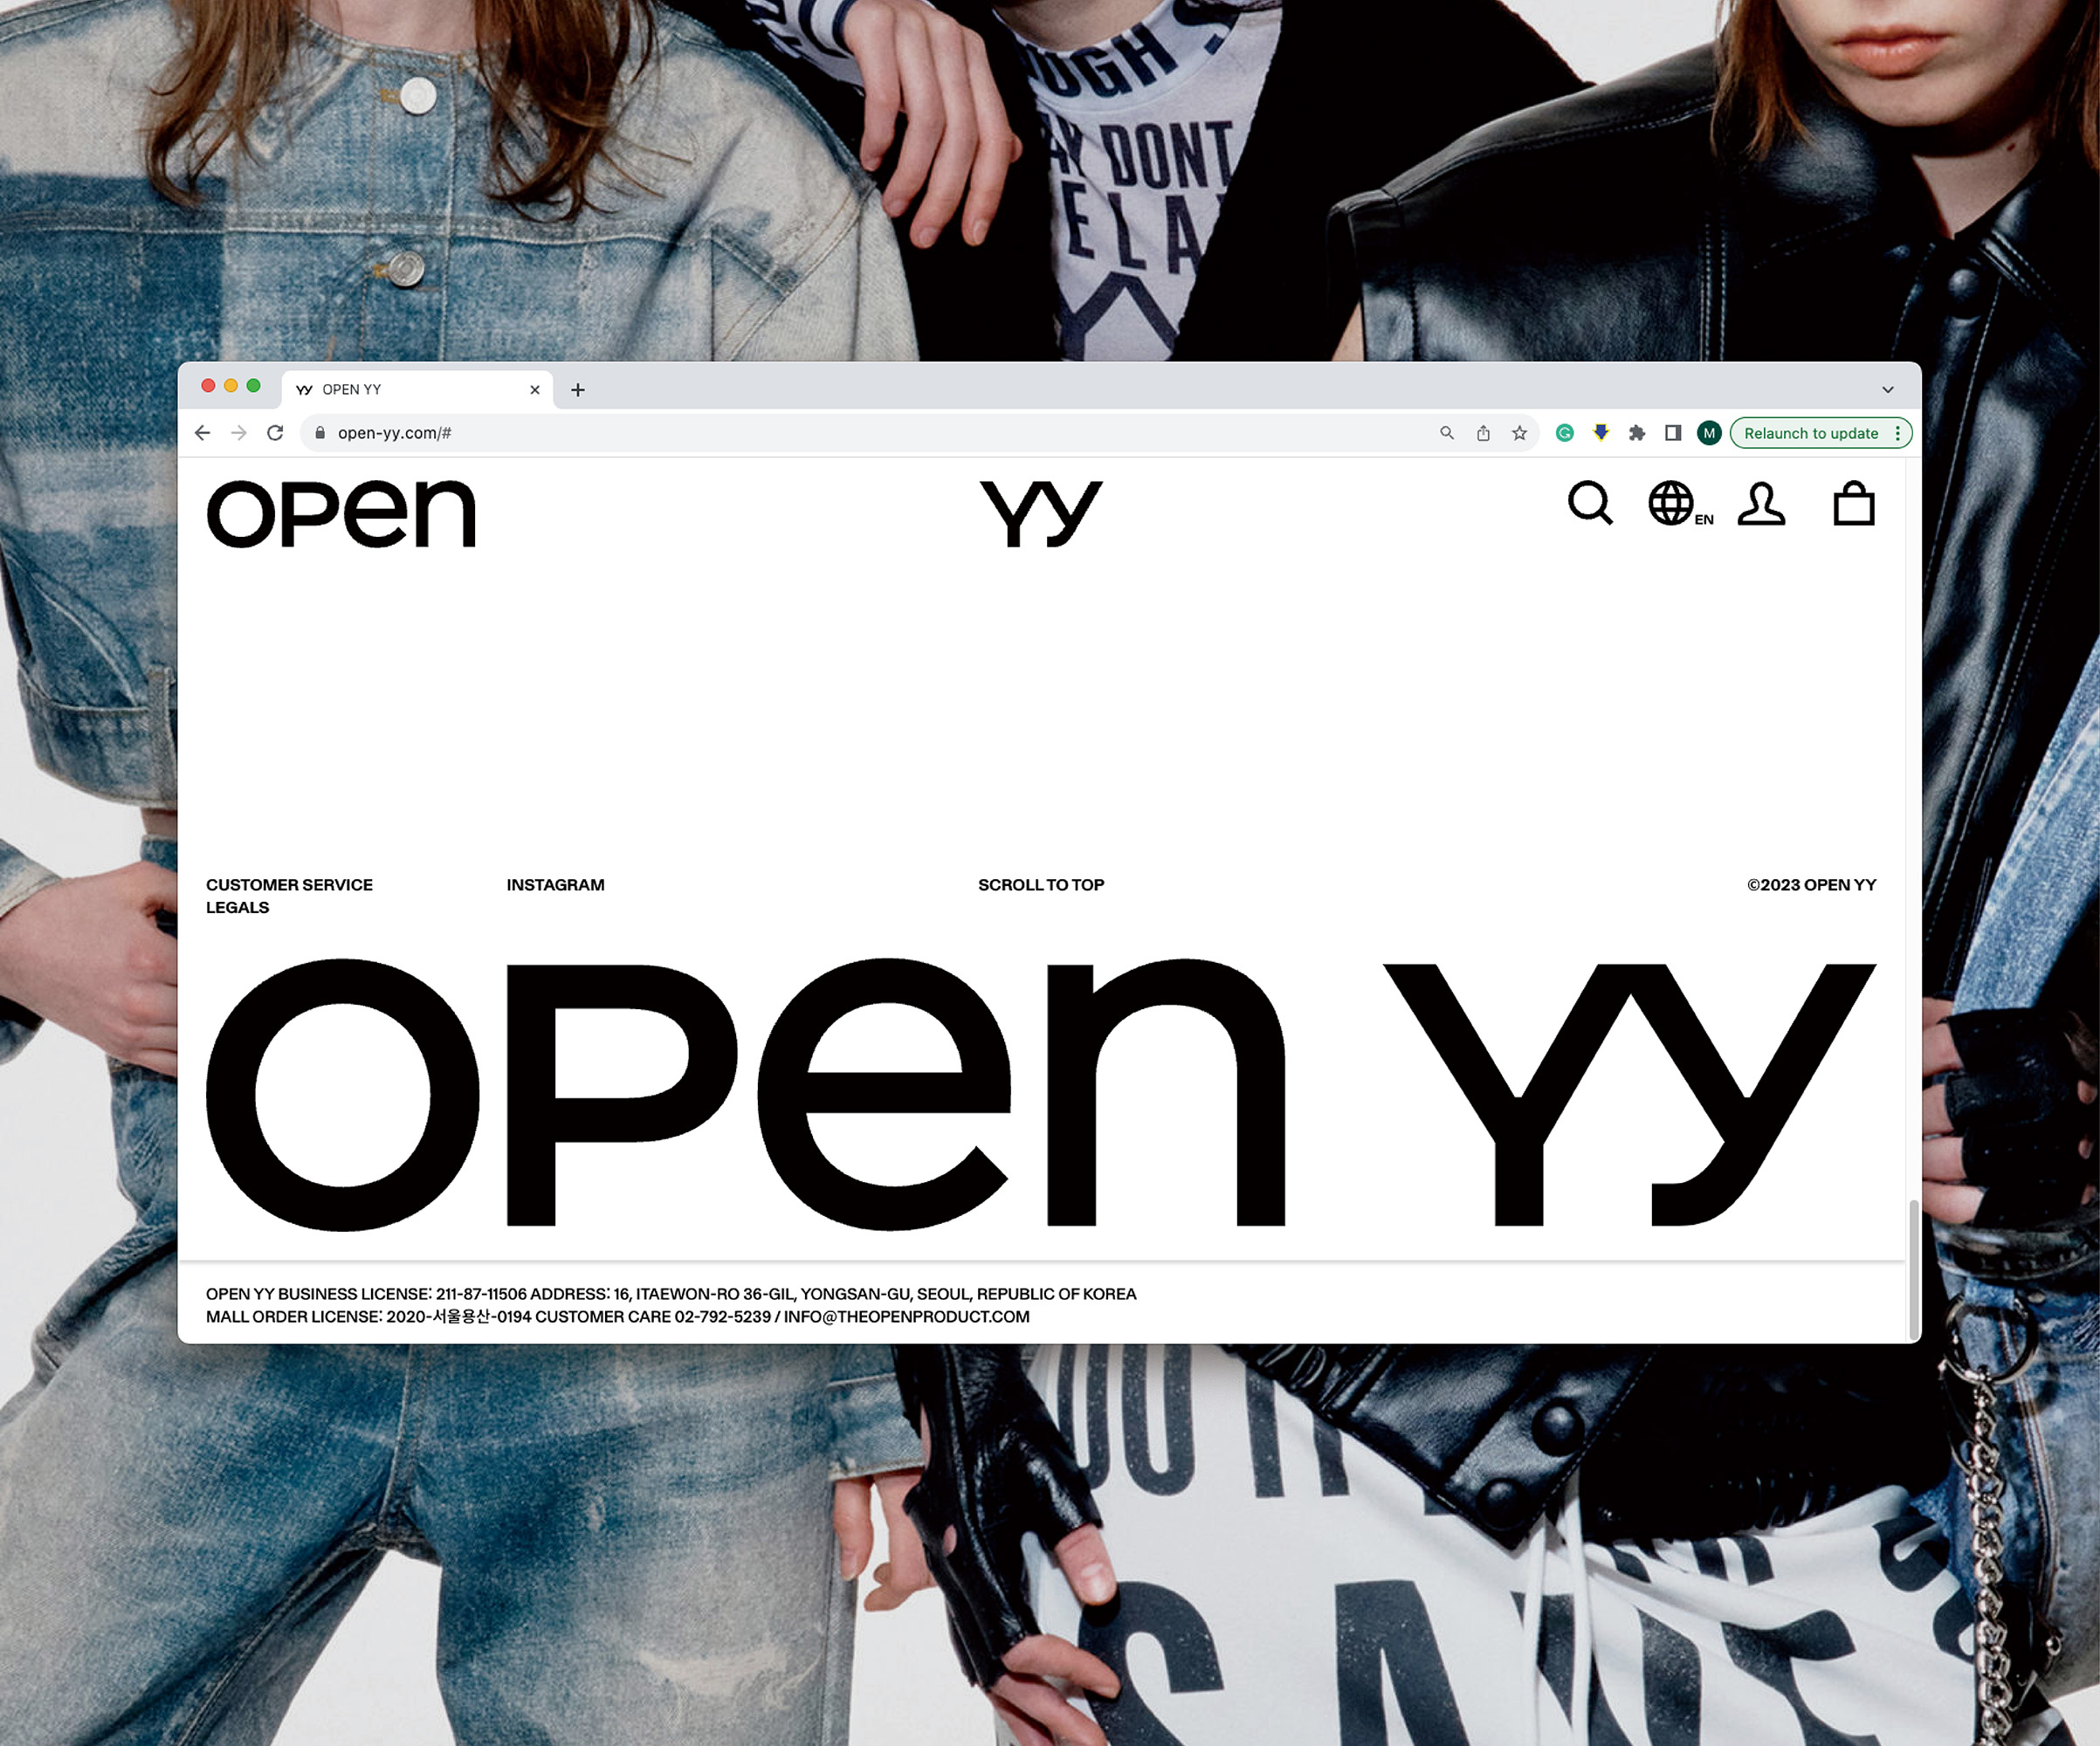 OUGH S
AY DONT
ELA
OPEN YY
open-yy.com/#
M
Relaunch to update
open
YY
EN
CUSTOMER SERVICE
LEGALS
INSTAGRAM
SCROLL TO TOP
©2023 OPEN YY
open YY
OPEN YY BUSINESS LICENSE: 211-87-11506 ADDRESS: 16, ITAEWON-RO 36-GIL, YONGSAN-GU, SEOUL, REPUBLIC OF KOREA
MALL ORDER LICENSE: 2020-서울용산-0194 CUSTOMER CARE 02-792-5239 / INFO@THEOPENPRODUCT.COM